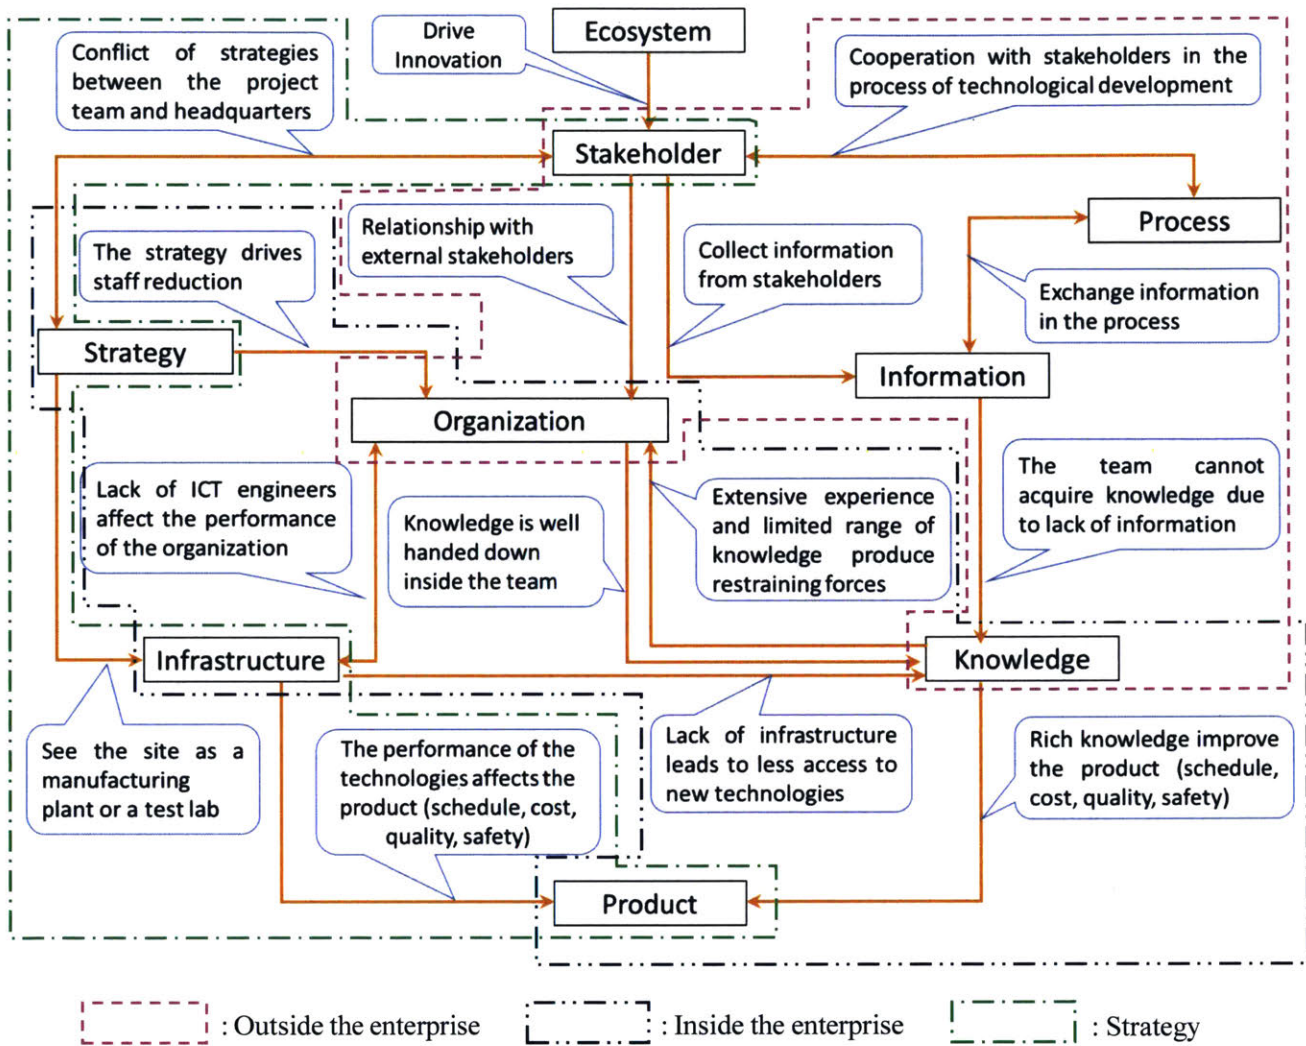 Ecosystem
Drive
Innovation
Conflict of strategies
between the project
team and headquarters
Cooperation with stakeholders in the
process of technological development
Stakeholder
Process
Relationship with
external stakeholders
The strategy drives
staff reduction
Collect information
from stakeholders
Exchange information
in the process
Strategy
Information
Organization
Lack of ICT engineers
affect the performance
of the organization
Knowledge is well
handed down
inside the team
Extensive experience
and limited range of
knowledge produce
restraining forces
The team cannot
acquire knowledge due
to lack of information
Infrastructure
Knowledge
See the site as a
manufacturing
plant or a test lab
The performance of the
technologies affects the
product (schedule, cost,
quality, safety)
Lack of infrastructure
leads to less access to
new technologies
Rich knowledge improve
the product (schedule,
cost, quality, safety)
Product
: Outside the enterprise
: Inside the enterprise
: Strategy